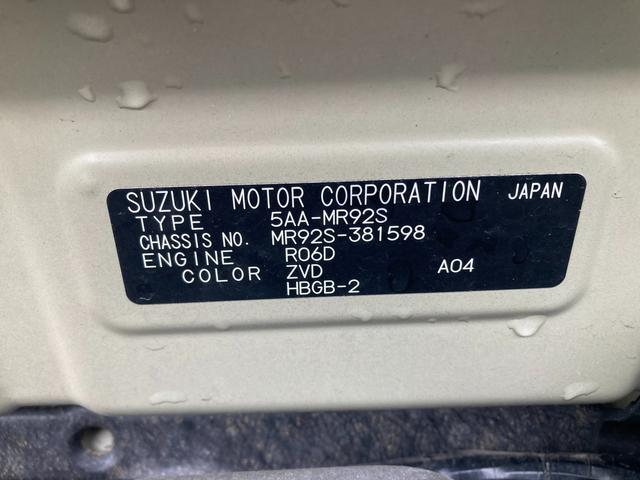 SUZUKI MOTOR CORPORATION JAPAN
TYPE 5AA-MR92S
CHASSIS NO. MR92S-381598
ENGINE R06D
COLOR ZVD A04
HBGB-2